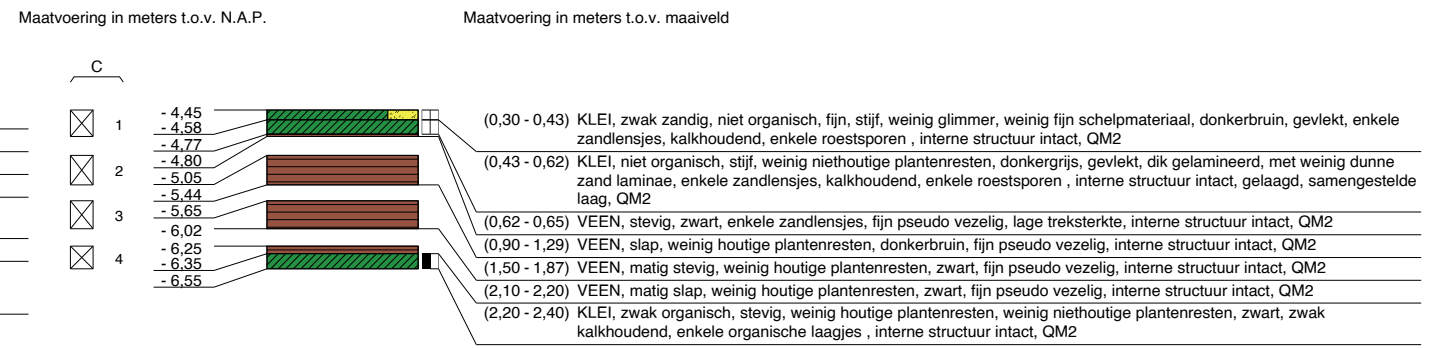 Maatvoering in meters t.o.v. N.A.P.
Maatvoering in meters t.o.v. maaiveld
C
1
2
3
4
- 4,45
- 4,58
- 4,77
- 4,80
- 5,05
- 5,44
- 5,65
- 6,02
- 6,25
- 6,35
- 6,55
(0,30 - 0,43) KLEI, zwak zandig, niet organisch, fijn, stijf, weinig glimmer, weinig fijn schelpmateriaal, donkerbruin, gevlekt, enkele
zandlensjes, kalkhoudend, enkele roestsporen , interne structuur intact, QM2
(0,43 - 0,62) KLEI, niet organisch, stijf, weinig niethoutige plantenresten, donkergrijs, gevlekt, dik gelamineerd, met weinig dunne
zand laminae, enkele zandlensjes, kalkhoudend, enkele roestsporen , interne structuur intact, gelaagd, samengestelde
laag, QM2
(0,62 - 0,65) VEEN, stevig, zwart, enkele zandlensjes, fijn pseudo vezelig, lage treksterkte, interne structuur intact, QM2
(0,90 - 1,29) VEEN, slap, weinig houtige plantenresten, donkerbruin, fijn pseudo vezelig, interne structuur intact, QM2
(1,50 - 1,87) VEEN, matig stevig, weinig houtige plantenresten, zwart, fijn pseudo vezelig, interne structuur intact, QM2
(2,10 - 2,20) VEEN, matig slap, weinig houtige plantenresten, zwart, fijn pseudo vezelig, interne structuur intact, QM2
(2,20 - 2,40) KLEI, zwak organisch, stevig, weinig houtige plantenresten, weinig niethoutige plantenresten, zwart, zwak
kalkhoudend, enkele organische laagjes , interne structuur intact, QM2